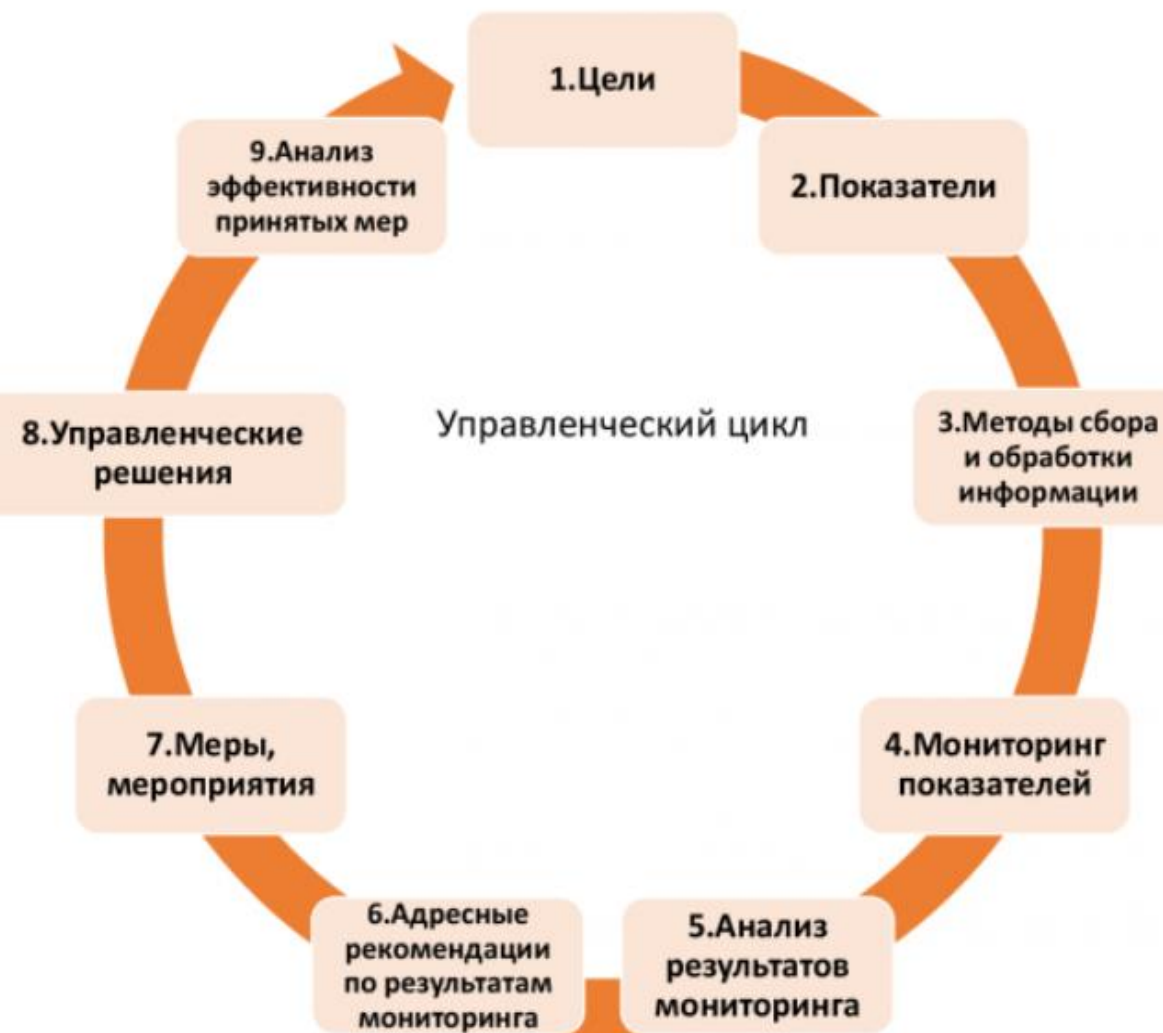 1.Цели
2.Показатели
3.Методы сбора
и обработки
информации
4.Мониторинг
показателей
5.Анализ
результатов
мониторинга
6.Адресные
рекомендации
по результатам
мониторинга
7.Меры,
мероприятия
8.Управленческие
решения
9.Анализ
эффективности
принятых мер
Управленческий цикл